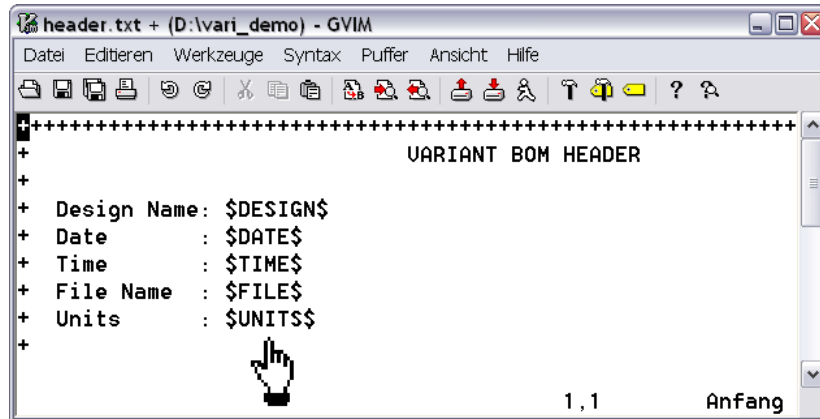 header.txt + (D:\vari_demo) - GVIM
Datei Editieren Werkzeuge Syntax Puffer Ansicht Hilfe
+++++++++++++++++++++++++++++++++++++++++++++++++++++++++++++
+ VARIANT BOM HEADER
+
+ Design Name: $DESIGN$
+ Date : $DATE$
+ Time : $TIME$
+ File Name : $FILE$
+ Units : $UNITS$
+
1,1 Anfang